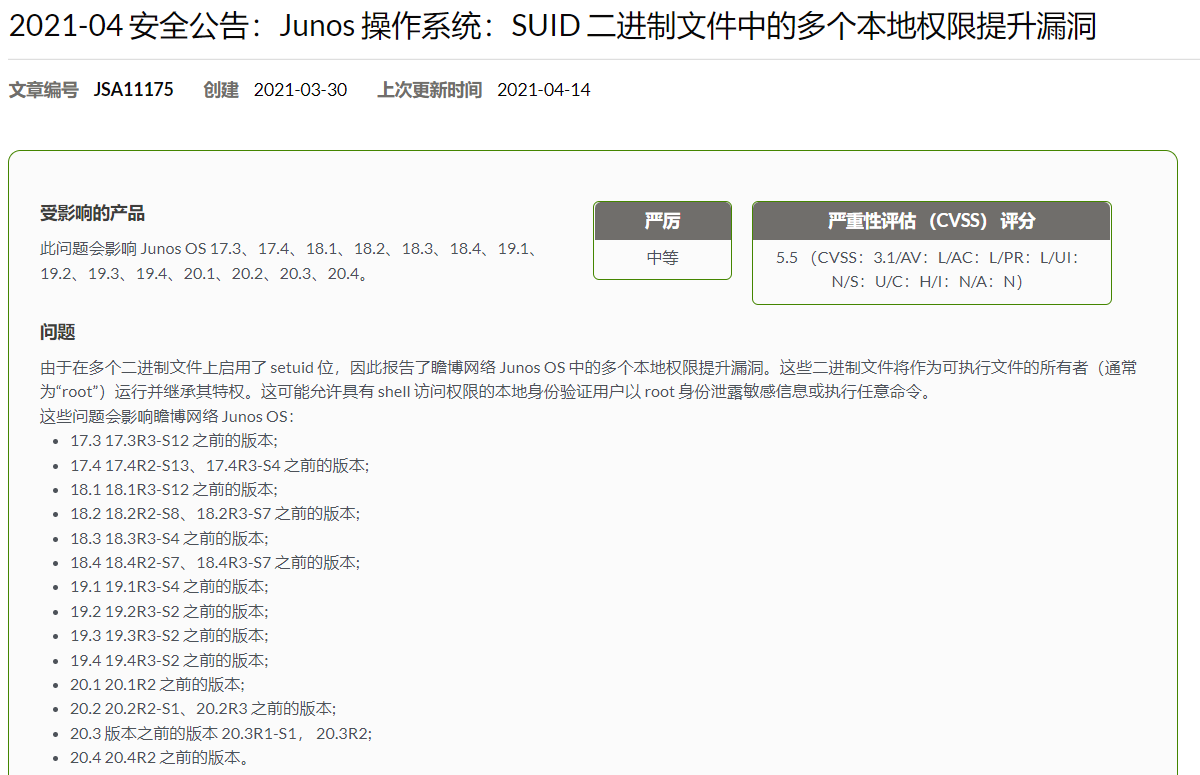 2021-04 安全公告：Junos 操作系统：SUID 二进制文件中的多个本地权限提升漏洞
文章编号 JSA11175 创建 2021-03-30 上次更新时间 2021-04-14
受影响的产品
此问题会影响 Junos OS 17.3、17.4、18.1、18.2、18.3、18.4、19.1、
19.2、19.3、19.4、20.1、20.2、20.3、20.4。
严厉
中等
严重性评估 （CVSS） 评分
5.5 （CVSS：3.1/AV：L/AC：L/PR：L/UI：
N/S：U/C：H/I：N/A：N）
问题
由于在多个二进制文件上启用了 setuid 位，因此报告了瞻博网络 Junos OS 中的多个本地权限提升漏洞。这些二进制文件将作为可执行文件的所有者（通常
为“root”）运行并继承其特权。这可能允许具有 shell 访问权限的本地身份验证用户以 root 身份泄露敏感信息或执行任意命令。
这些问题会影响瞻博网络 Junos OS：
• 17.3 17.3R3-S12 之前的版本;
• 17.4 17.4R2-S13、17.4R3-S4 之前的版本;
• 18.1 18.1R3-S12 之前的版本;
• 18.2 18.2R2-S8、18.2R3-S7 之前的版本;
• 18.3 18.3R3-S4 之前的版本;
• 18.4 18.4R2-S7、18.4R3-S7 之前的版本;
• 19.1 19.1R3-S4 之前的版本;
• 19.2 19.2R3-S2 之前的版本;
• 19.3 19.3R3-S2 之前的版本;
• 19.4 19.4R3-S2 之前的版本;
• 20.1 20.1R2 之前的版本;
• 20.2 20.2R2-S1、20.2R3 之前的版本;
• 20.3 版本之前的版本 20.3R1-S1， 20.3R2;
• 20.4 20.4R2 之前的版本。